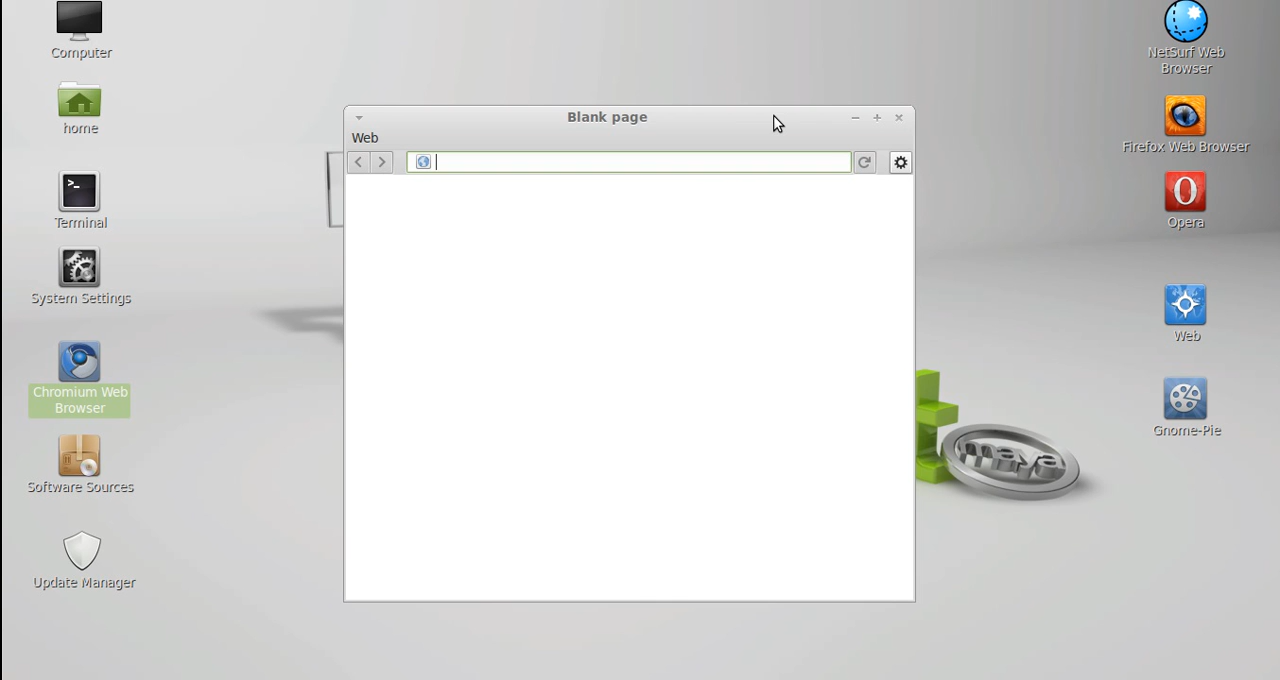 Computer
home
Terminal
System Settings
Chromium Web
Browser
Software Sources
Update Manager
Blank page
Web
maya
NetSurf Web
Browser
Firefox Web Browser
Opera
Web
Gnome-Pie